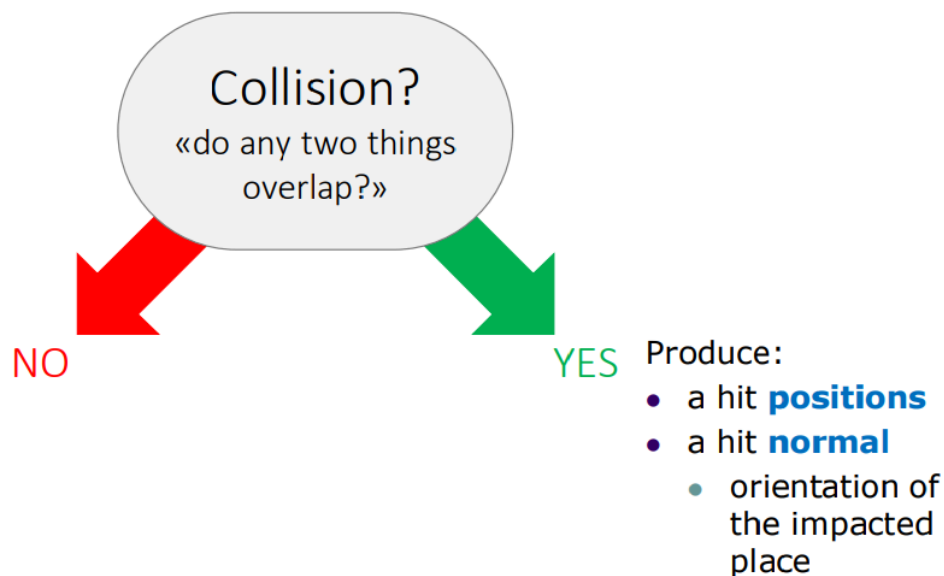 Collision?
«do any two things
overlap?»
NO
YES
Produce:
• a hit positions
• a hit normal
• orientation of
the impacted
place